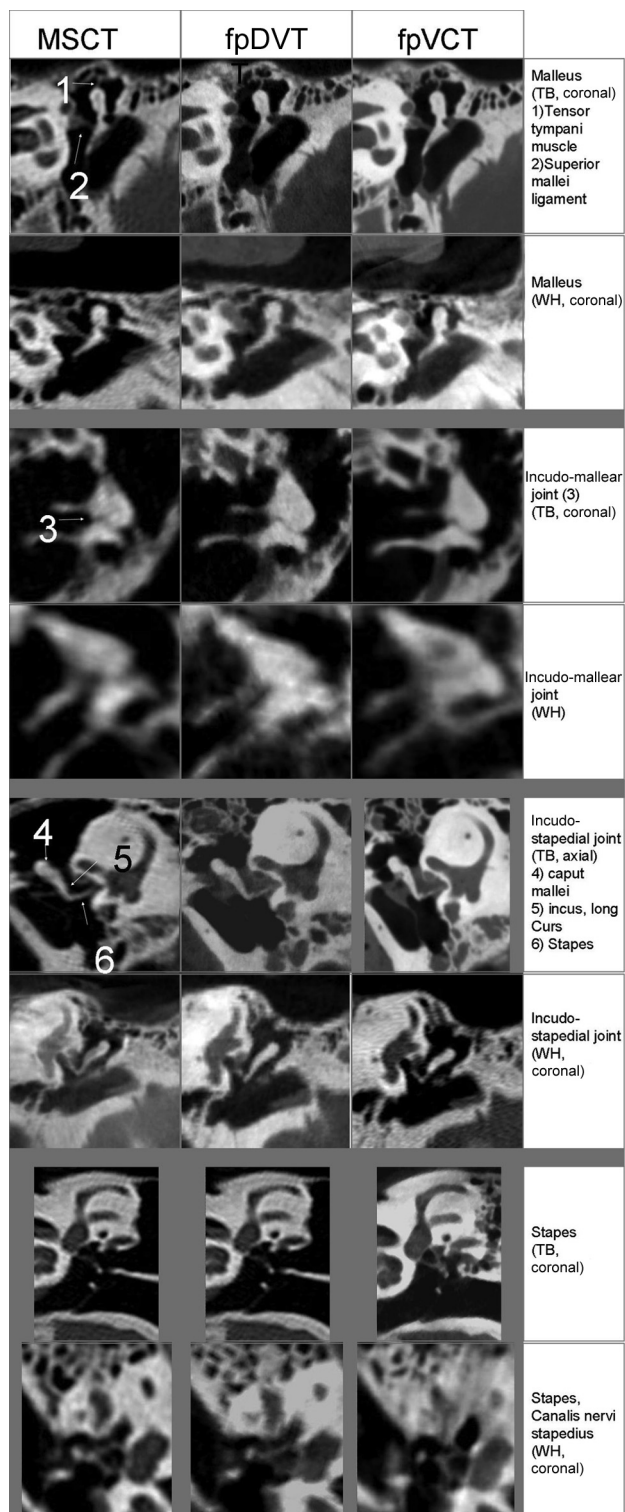 MSCT
fpDVT
fpVCT
T
1
2
Malleus
(TB, coronal)
1)Tensor
tympani
muscle
2)Superior
mallei
ligament
Malleus
(WH, coronal)
3
Incudo-mallear
joint (3)
(TB, coronal)
Incudo-mallear
joint
(WH)
4
5
6
Incudo-
stapedial joint
(TB, axial)
4) caput
mallei
5) incus, long
Curs
6) Stapes
Incudo-
stapedial joint
(WH,
coronal)
Stapes
(TB,
coronal)
Stapes,
Canalis nervi
stapedius
(WH,
coronal)